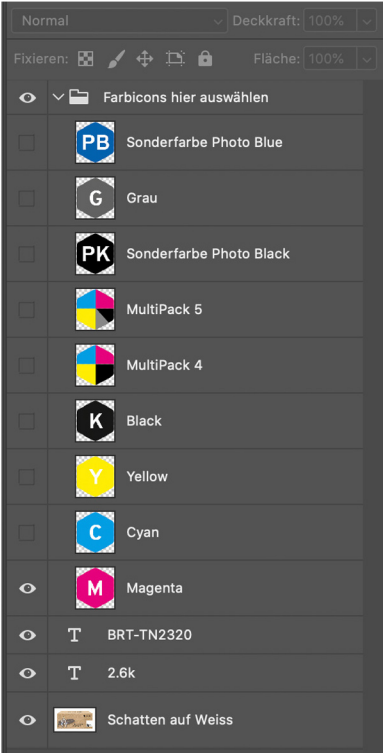 Normal Deckkraft: 100%
Fixieren: Fläche: 100%
Farbicons hier auswählen
PB Sonderfarbe Photo Blue
G Grau
PK Sonderfarbe Photo Black
MultiPack 5
MultiPack 4
K Black
Y Yellow
C Cyan
M Magenta
T BRT-TN2320
T 2.6k
Schatten auf Weiss